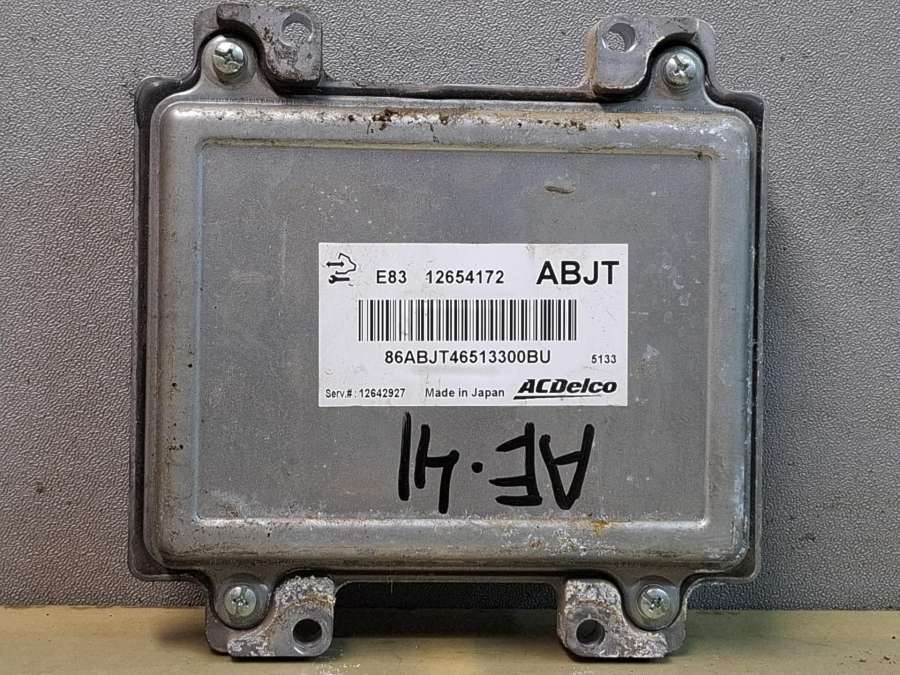 E83 12654172 ABJT
86ABJT46513300BU 5133
Serv.#: 12642927 Made in Japan ACDelco
AE.41